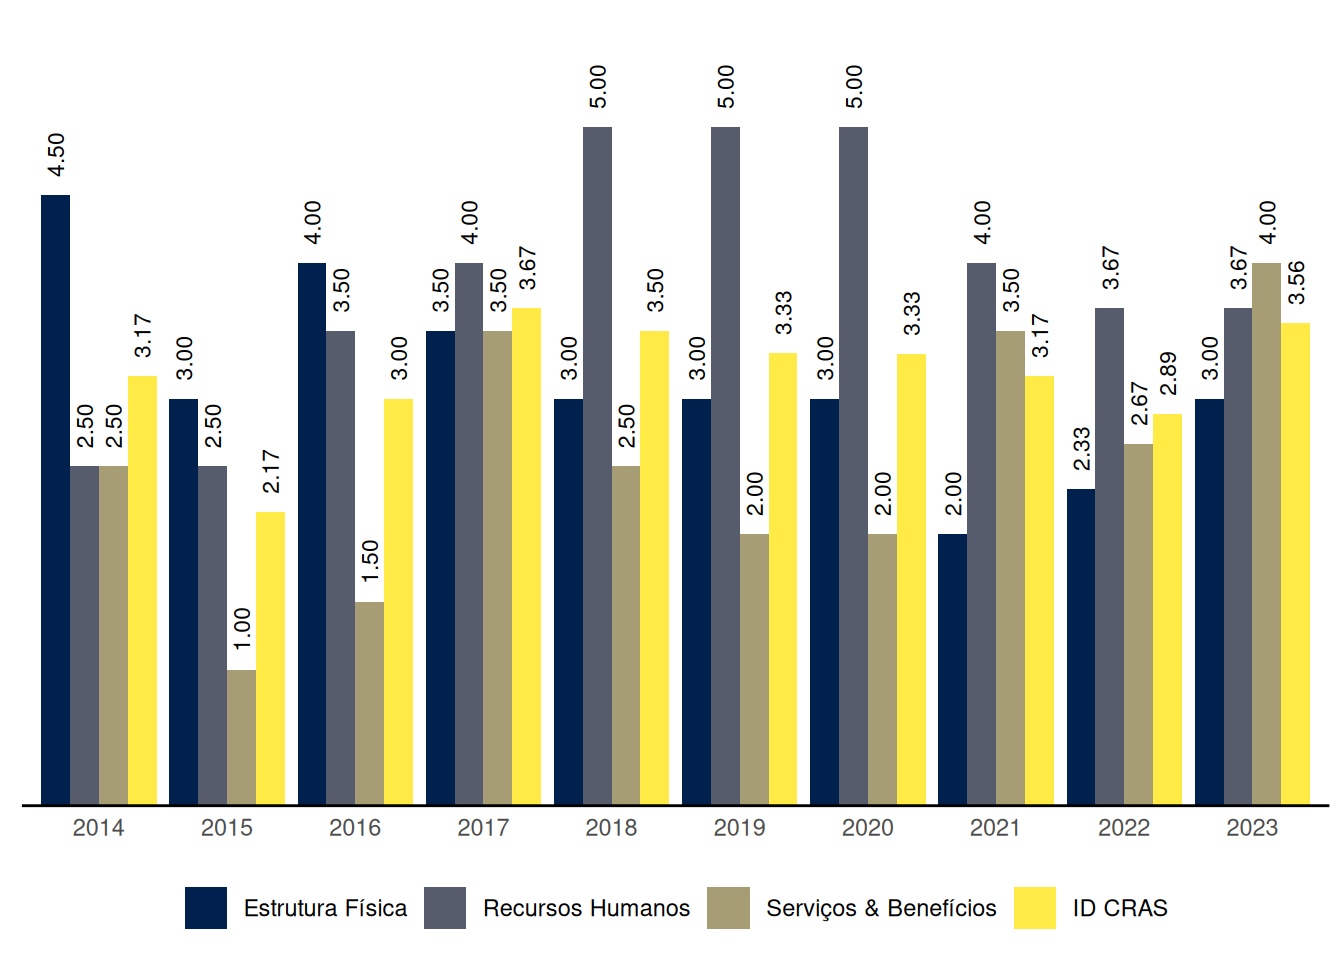 5.00 5.00 5.00
4.50
4.00 4.00 4.00 4.00
3.50 3.50 3.50 3.67 3.50 3.33 3.33 3.50 3.67 3.67 3.56
3.17 3.00 3.00 3.00 3.00 3.00 3.17 2.89 3.00
2.50 2.50 2.50 2.50 2.33 2.67
2.17 2.00 2.00 2.00
1.50
1.00
2014 2015 2016 2017 2018 2019 2020 2021 2022 2023
Estrutura Física Recursos Humanos Serviços & Benefícios ID CRAS